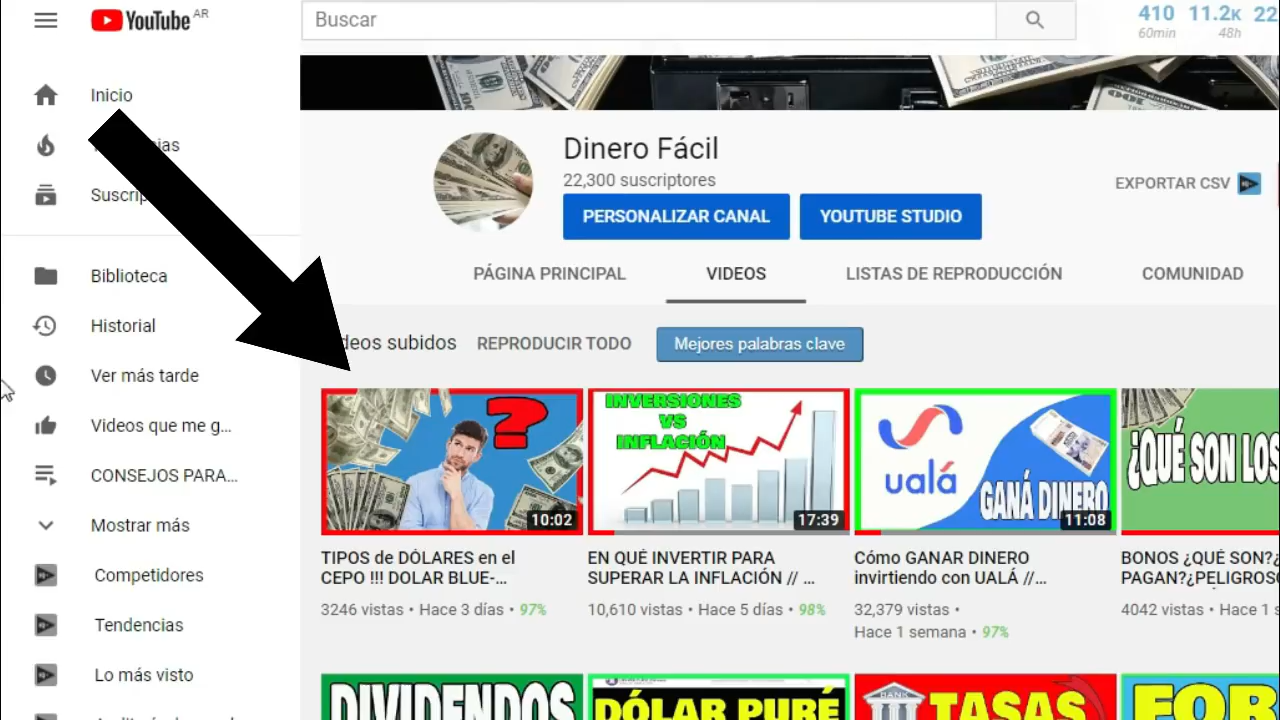 YouTube AR
Buscar
410 11.2K 22
60min 48h
Inicio
Biblioteca
Historial
Ver más tarde
Videos que me g...
CONSEJOS PARA...
Mostrar más
Competidores
Tendencias
Lo más visto
Dinero Fácil
22,300 suscriptores
EXPORTAR CSV
PERSONALIZAR CANAL
YOUTUBE STUDIO
PÁGINA PRINCIPAL
VIDEOS
LISTAS DE REPRODUCCIÓN
COMUNIDAD
deos subidos
REPRODUCIR TODO
Mejores palabras clave
?
10:02
TIPOS de DÓLARES en el
CEPO !!! DOLAR BLUE-...
3246 vistas • Hace 3 días • 97%
INVERSIONES
VS
INFLACIÓN
17:39
EN QUÉ INVERTIR PARA
SUPERAR LA INFLACIÓN // ...
10,610 vistas • Hace 5 días • 98%
ualá
GANÁ DINERO
11:08
Cómo GANAR DINERO
invirtiendo con UALÁ //...
32,379 vistas •
Hace 1 semana • 97%
¿QUÉ SON LOS
BONOS ¿QUÉ SON?¿
PAGAN?¿PELIGROSO
4042 vistas • Hace 1 s
DIVIDENDOS
DÓLAR PURÉ
BANK
TASAS
FOR